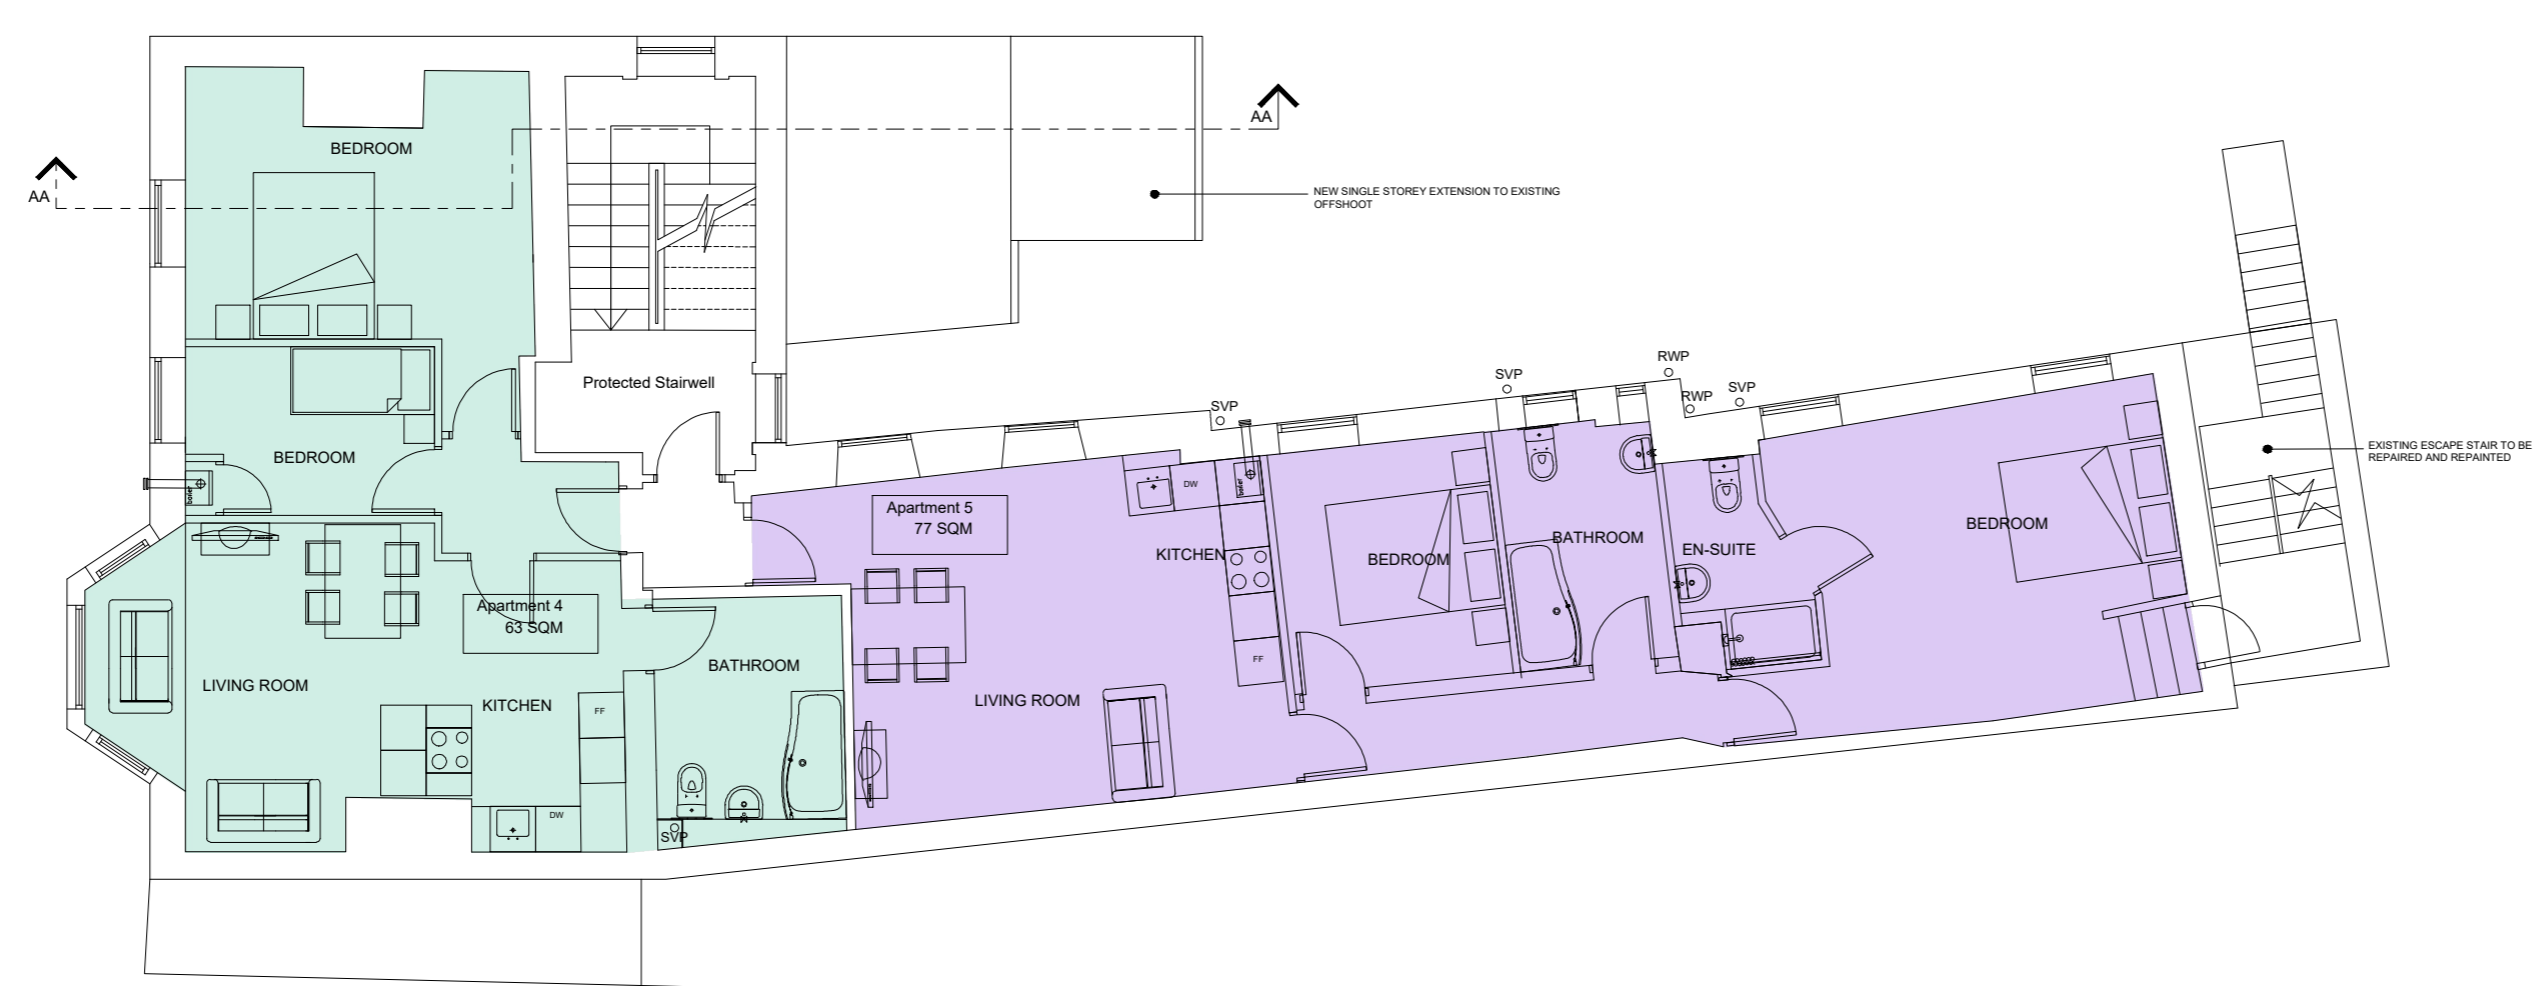 BEDROOM
AA
AA
NEW SINGLE STOREY EXTENSION TO EXISTING
OFFSHOOT
Protected Stairwell
RWP
SVP
RWP
SVP
SVP
BEDROOM
boiler
EXISTING ESCAPE STAIR TO BE
REPAIRED AND REPAINTED
DW
boiler
Apartment 5
77 SQM
KITCHEN
BEDROOM
BATHROOM
EN-SUITE
BEDROOM
Apartment 4
63 SQM
BATHROOM
FF
LIVING ROOM
KITCHEN
LIVING ROOM
FF
DW
SVP